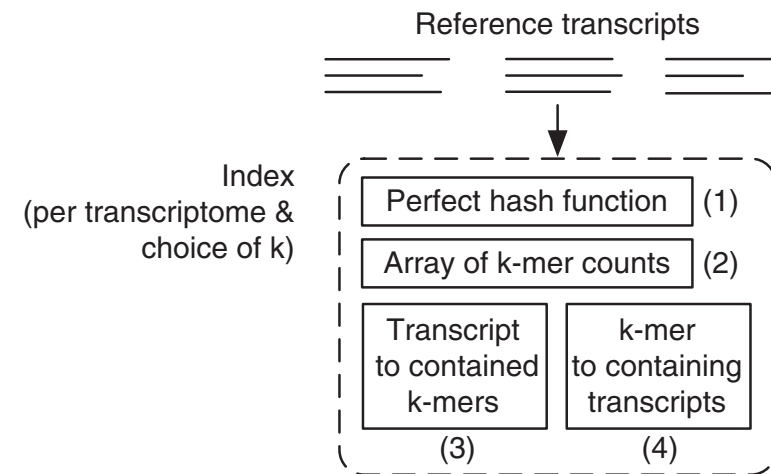 Reference transcripts
Index
(per transcriptome &
choice of k)
Perfect hash function (1)
Array of k-mer counts (2)
Transcript
to contained
k-mers
(3)
k-mer
to containing
transcripts
(4)